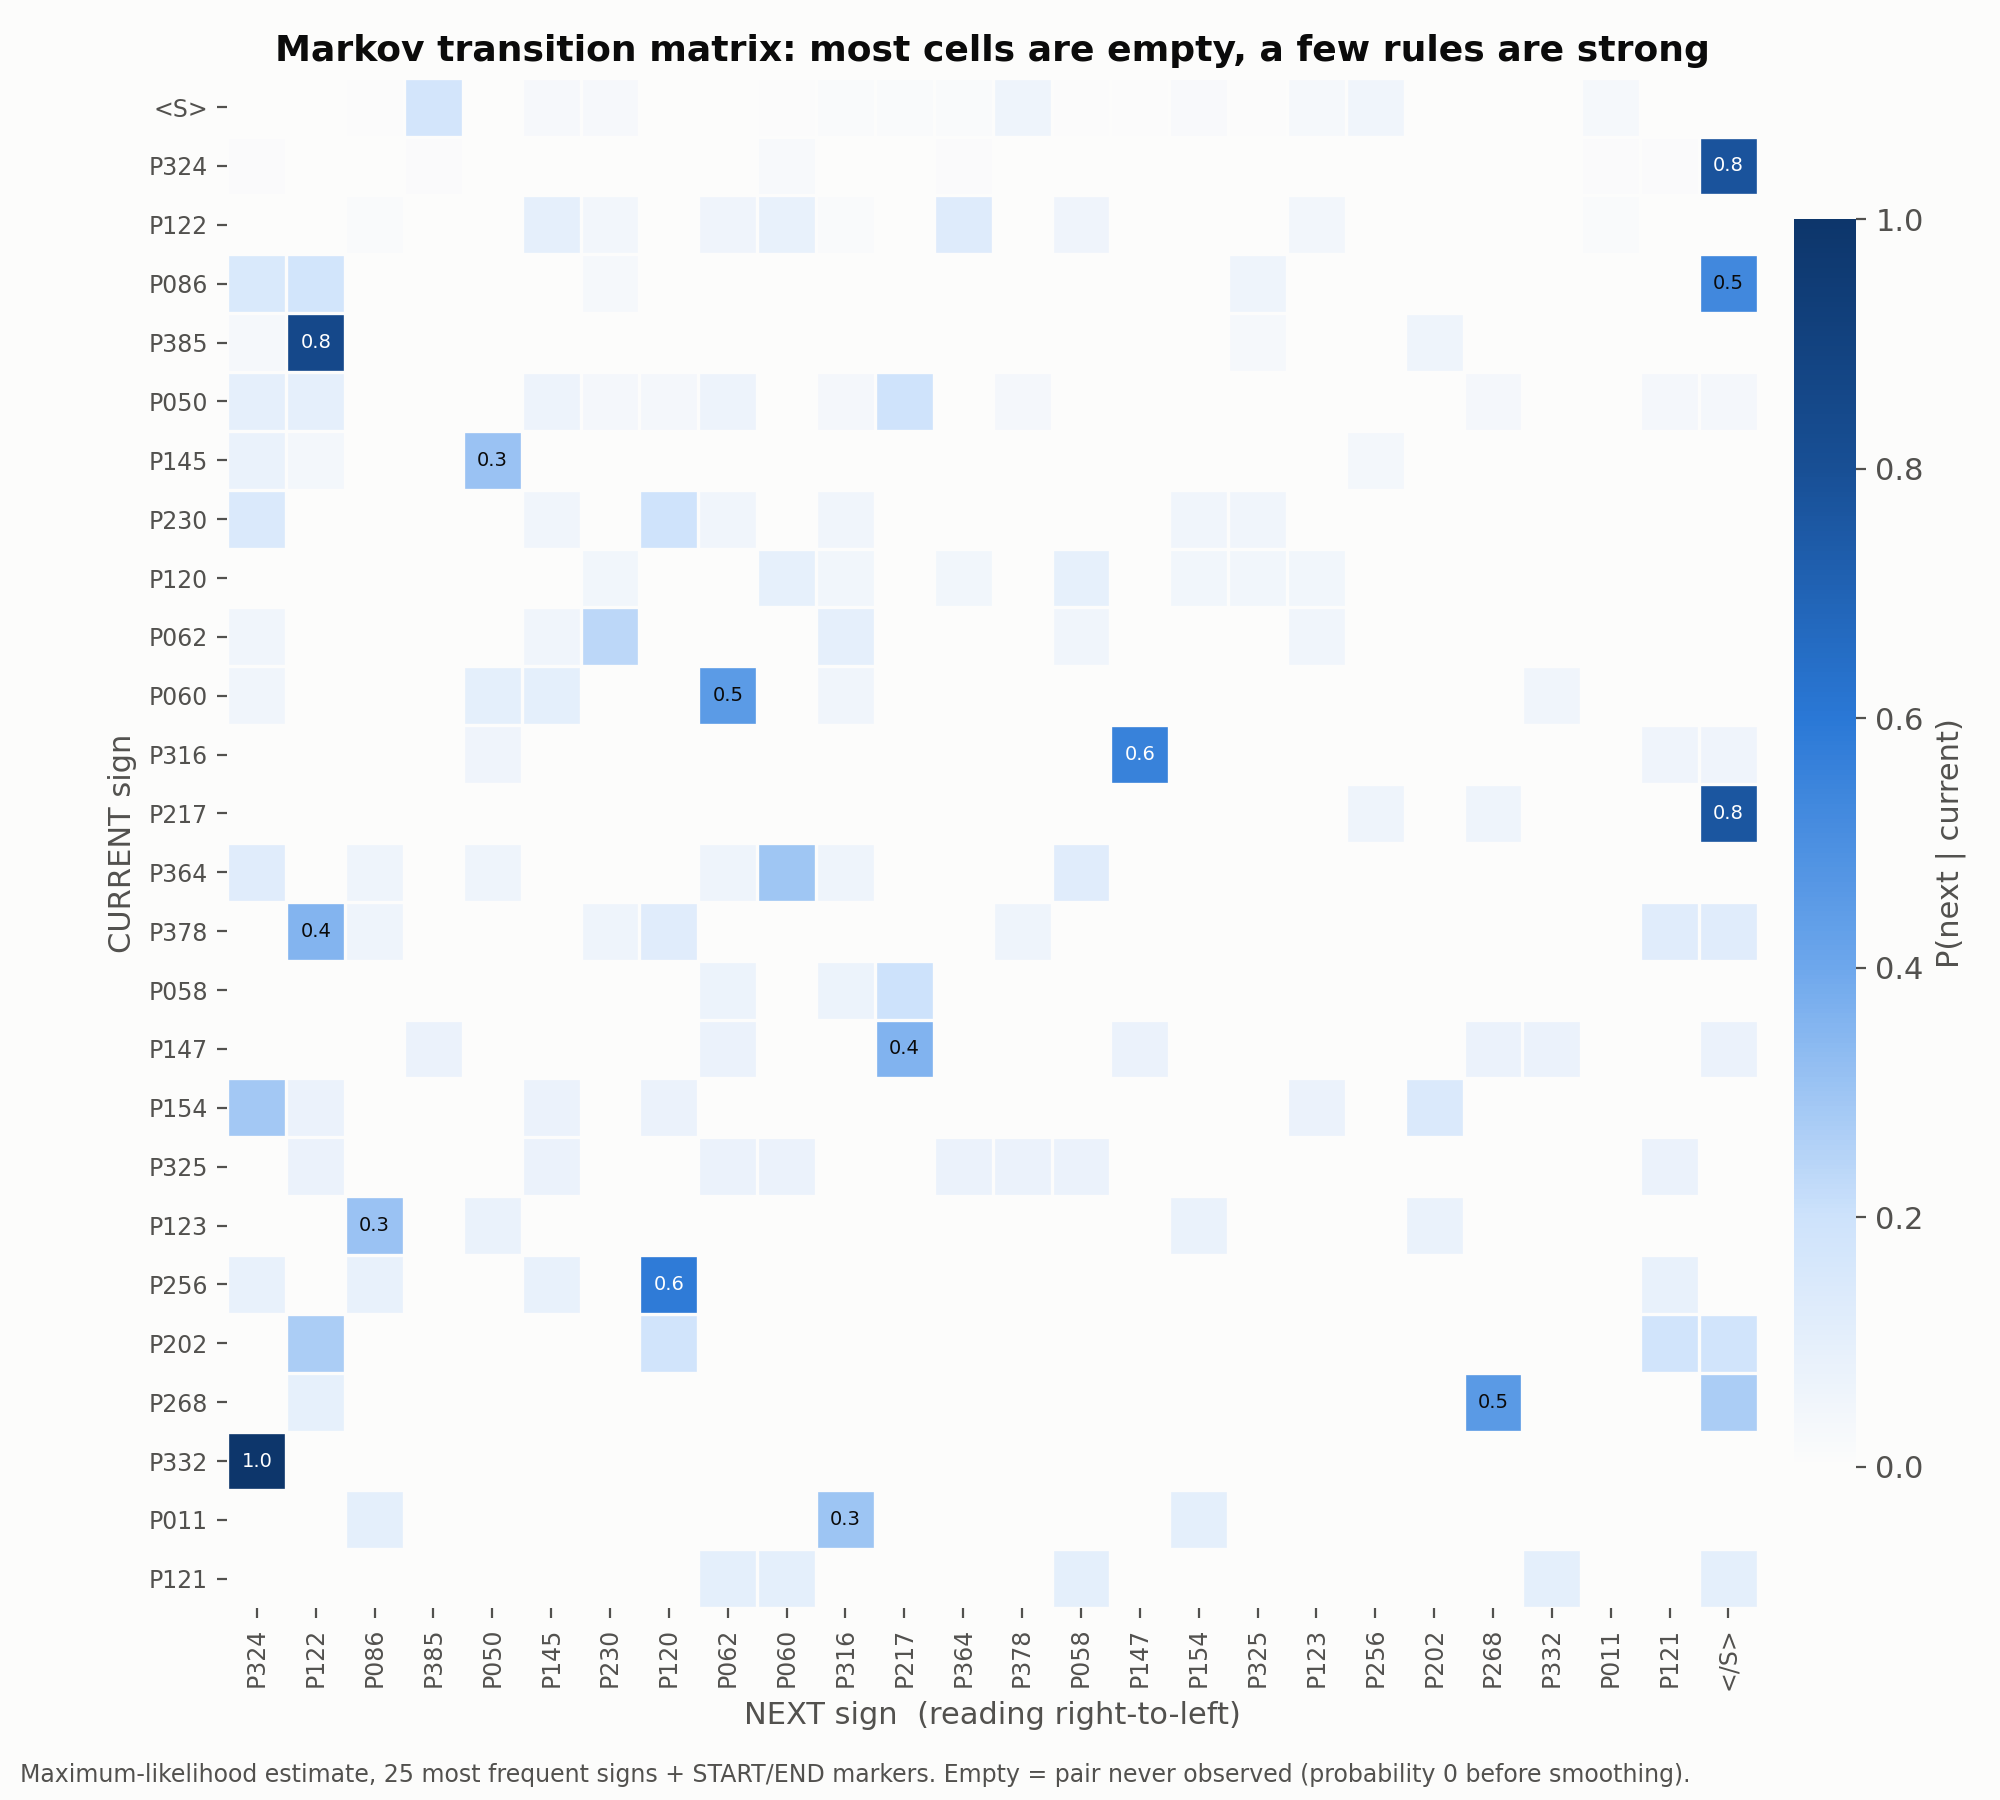 Markov transition matrix: most cells are empty, a few rules are strong
<S>
P324
0.8
P122
P086
0.5
P385
0.8
P050
P145
0.3
P230
P120
P062
P060
0.5
P316
0.6
P217
0.8
P364
P378
0.4
P058
P147
0.4
P154
P325
P123
0.3
P256
0.6
P202
P268
0.5
P332
1.0
P011
0.3
P121
CURRENT sign
P324 P122 P086 P385 P050 P145 P230 P120 P062 P060 P316 P217 P364 P378 P058 P147 P154 P325 P123 P256 P202 P268 P332 P011 P121 </S>
NEXT sign (reading right-to-left)
1.0
0.8
0.6
0.4
0.2
0.0
P(next | current)
Maximum-likelihood estimate, 25 most frequent signs + START/END markers. Empty = pair never observed (probability 0 before smoothing).